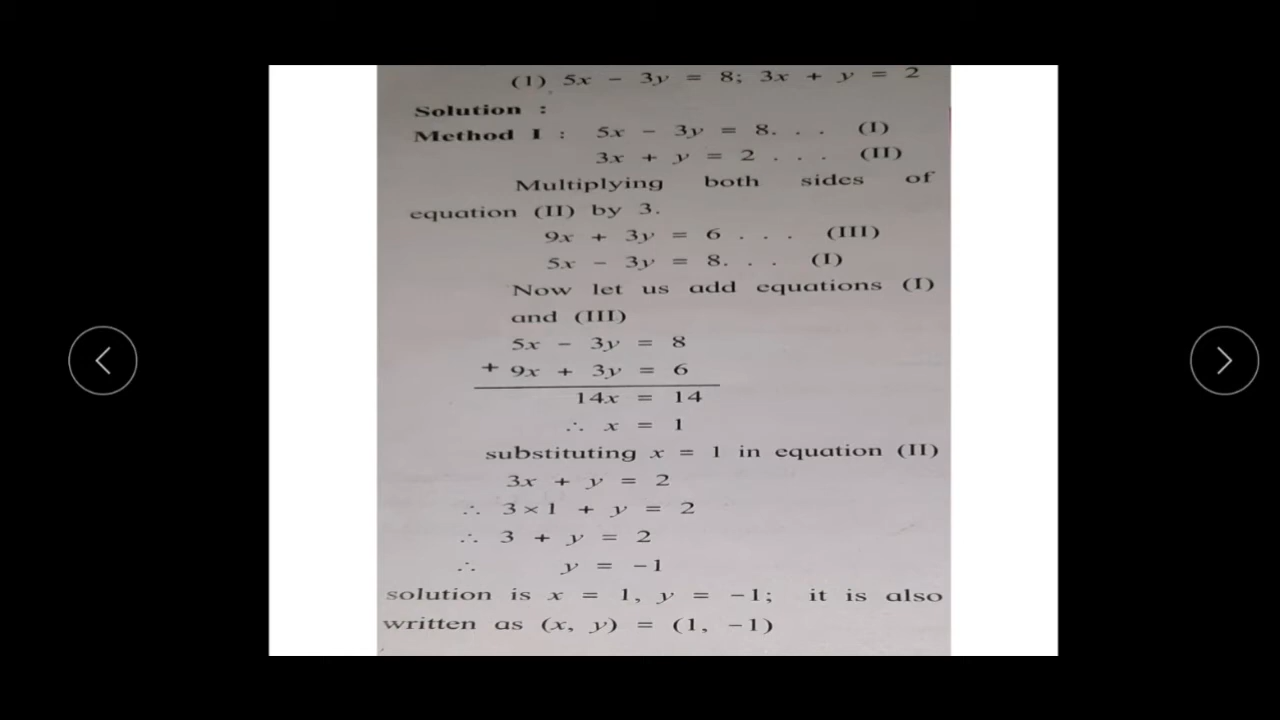 (1) 5x − 3y = 8; 3x + y = 2
Solution :
Method I : 5x − 3y = 8. . . (I)
3x + y = 2 . . . (II)
Multiplying both sides of
equation (II) by 3.
9x + 3y = 6 . . . (III)
5x − 3y = 8. . . (I)
Now let us add equations (I)
and (III)
5x − 3y = 8
+ 9x + 3y = 6
14x = 14
∴ x = 1
substituting x = 1 in equation (II)
3x + y = 2
∴ 3 × 1 + y = 2
∴ 3 + y = 2
∴ y = −1
solution is x = 1, y = −1; it is also
written as (x, y) = (1, −1)